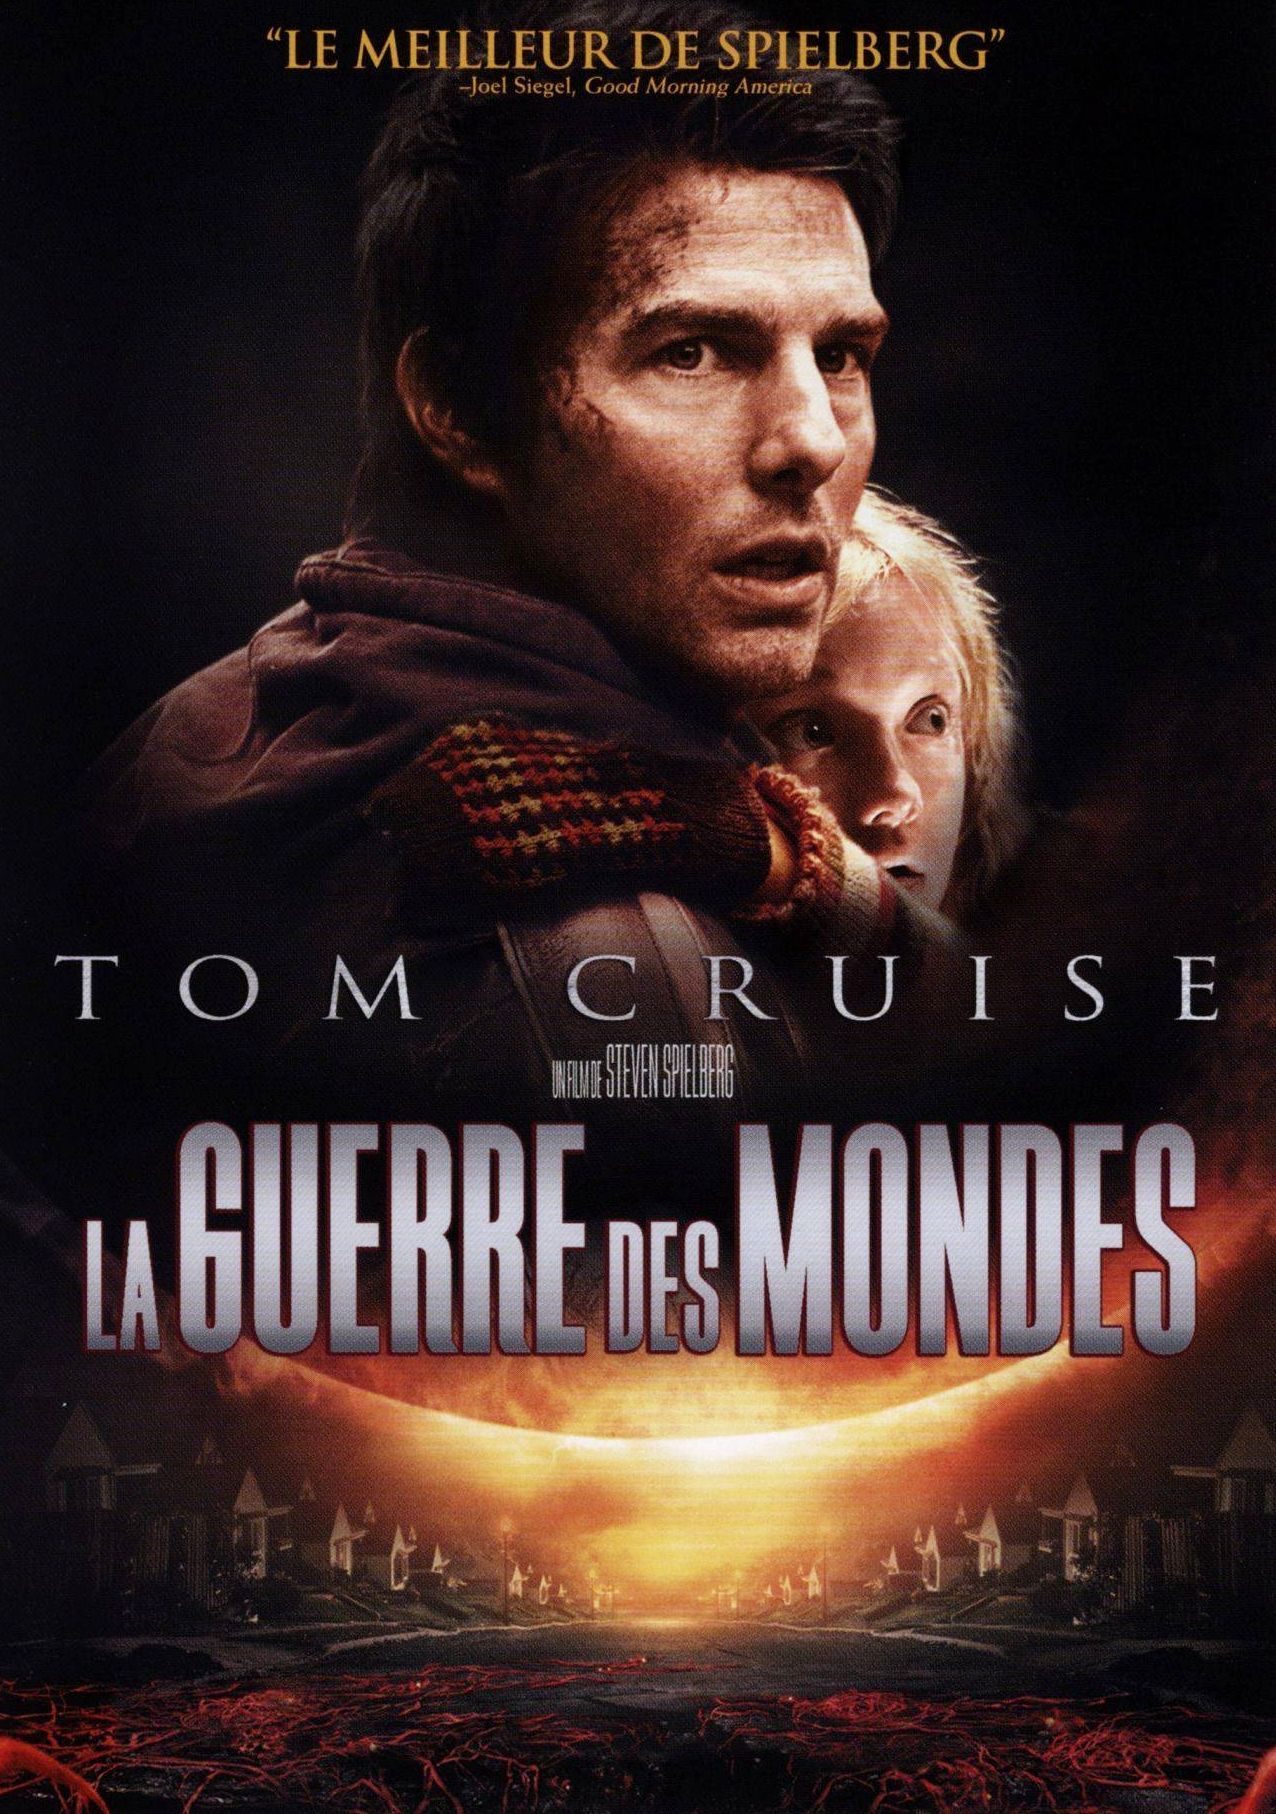 “LE MEILLEUR DE SPIELBERG”
–Joel Siegel, Good Morning America
TOM CRUISE
UN FILM DE STEVEN SPIELBERG
LA GUERRE DES MONDES